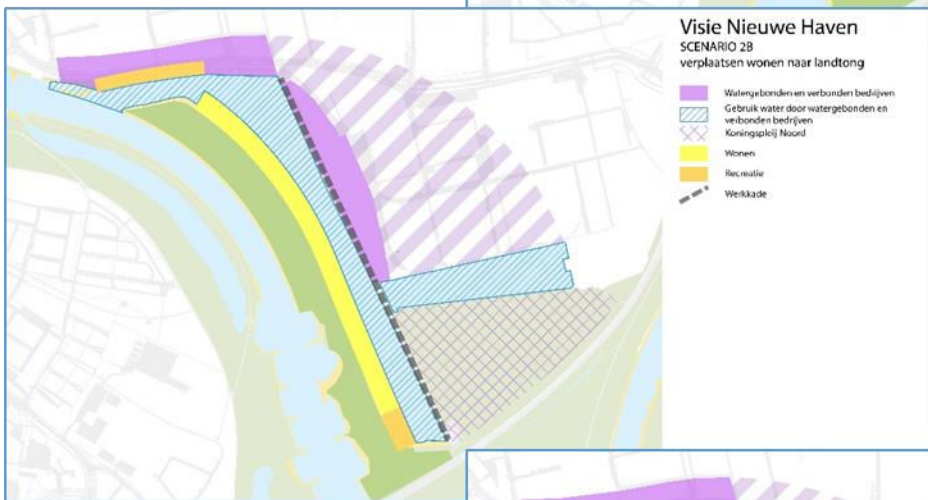 Visie Nieuwe Haven
SCENARIO 2B
verplaatsen wonen naar landtong
Watergebonden en verbonden bedrijven
Gebruik water door watergebonden en
verbonden bedrijven
Koningspleij Noord
Wonen
Recreatie
Werkkade